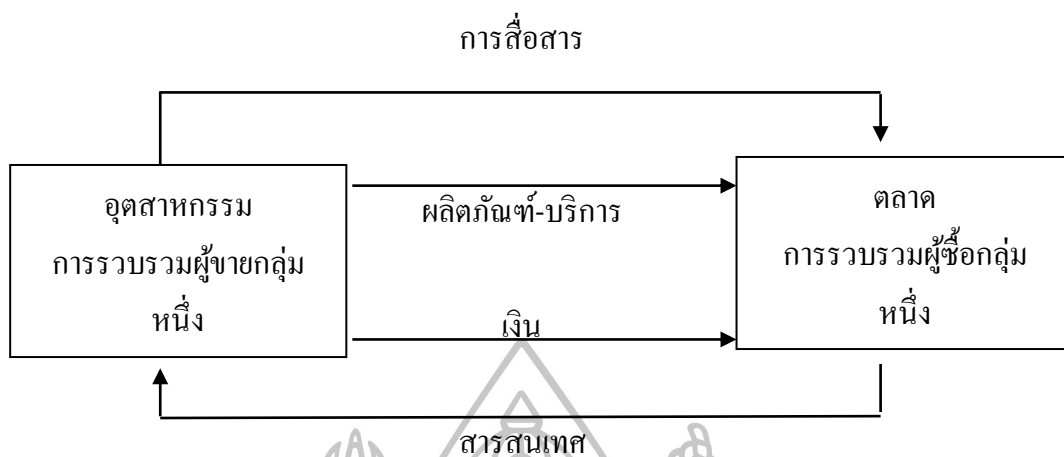 การสื่อสาร
อุตสาหกรรม
การรวบรวมผู้ขายกลุ่ม
หนึ่ง
ผลิตภัณฑ์-บริการ
เงิน
ตลาด
การรวบรวมผู้ซื้อกลุ่ม
หนึ่ง
สารสนเทศ